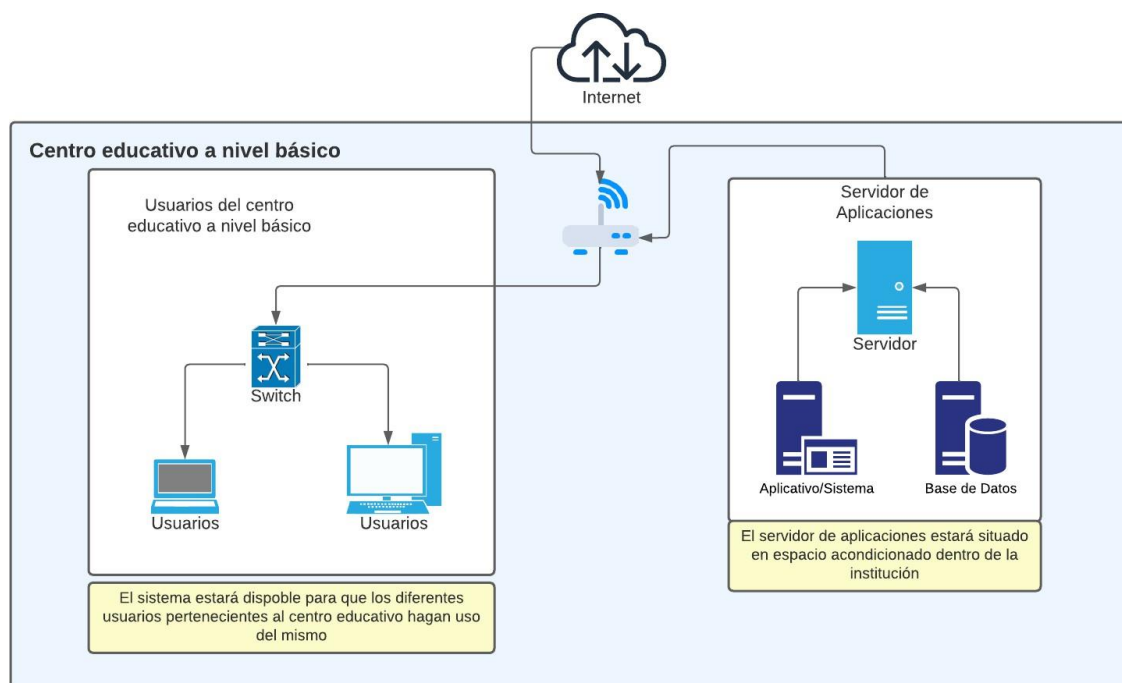 Internet
Centro educativo a nivel básico
Usuarios del centro
educativo a nivel básico
Switch
Usuarios
Usuarios
El sistema estará dispoble para que los diferentes
usuarios pertenecientes al centro educativo hagan uso
del mismo
Servidor de
Aplicaciones
Servidor
Aplicativo/Sistema
Base de Datos
El servidor de aplicaciones estará situado
en espacio acondicionado dentro de la
institución